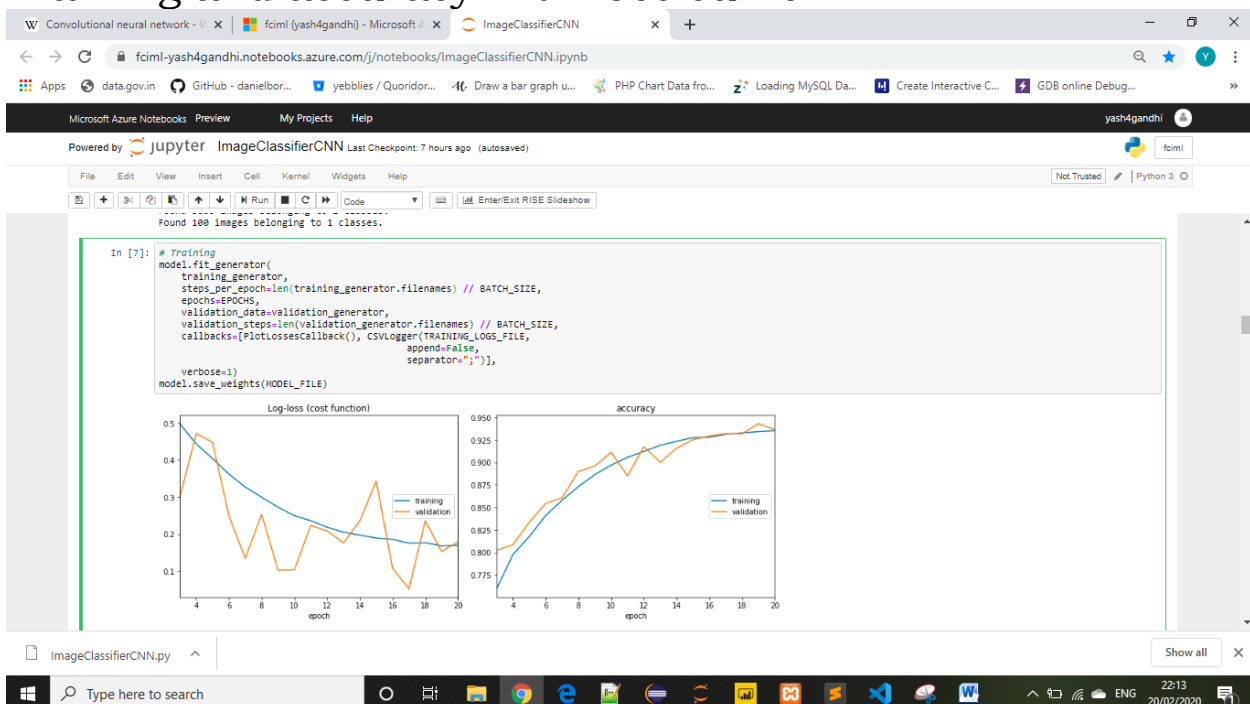 Convolutional neural network - W
fciml (yash4gandhi) - Microsoft A
ImageClassifierCNN
fciml-yash4gandhi.notebooks.azure.com/j/notebooks/ImageClassifierCNN.ipynb
Y
Apps
data.gov.in
GitHub - danielbor...
yebblies / Quoridor...
Draw a bar graph u...
PHP Chart Data fro...
Loading MySQL Da...
Create Interactive C...
GDB online Debug...
»
Microsoft Azure Notebooks Preview My Projects Help yash4gandhi
Powered by jupyter ImageClassifierCNN Last Checkpoint: 7 hours ago (autosaved) fciml
File Edit View Insert Cell Kernel Widgets Help Not Trusted Python 3
Run Code Enter/Exit RISE Slideshow
Found 100 images belonging to 1 classes.
In [7]: # Training
model.fit_generator(
training_generator,
steps_per_epoch=len(training_generator.filenames) // BATCH_SIZE,
epochs=EPOCHS,
validation_data=validation_generator,
validation_steps=len(validation_generator.filenames) // BATCH_SIZE,
callbacks=[PlotLossesCallback(), CSVLogger(TRAINING_LOGS_FILE,
append=False,
separator=";")],
verbose=1)
model.save_weights(MODEL_FILE)
Log-loss (cost function)
0.5
0.4
0.3
0.2
0.1
training
validation
4 6 8 10 12 14 16 18 20
epoch
accuracy
0.950
0.925
0.900
0.875
0.850
0.825
0.800
0.775
training
validation
4 6 8 10 12 14 16 18 20
epoch
ImageClassifierCNN.py
Show all
Type here to search
ENG
22:13
20/02/2020